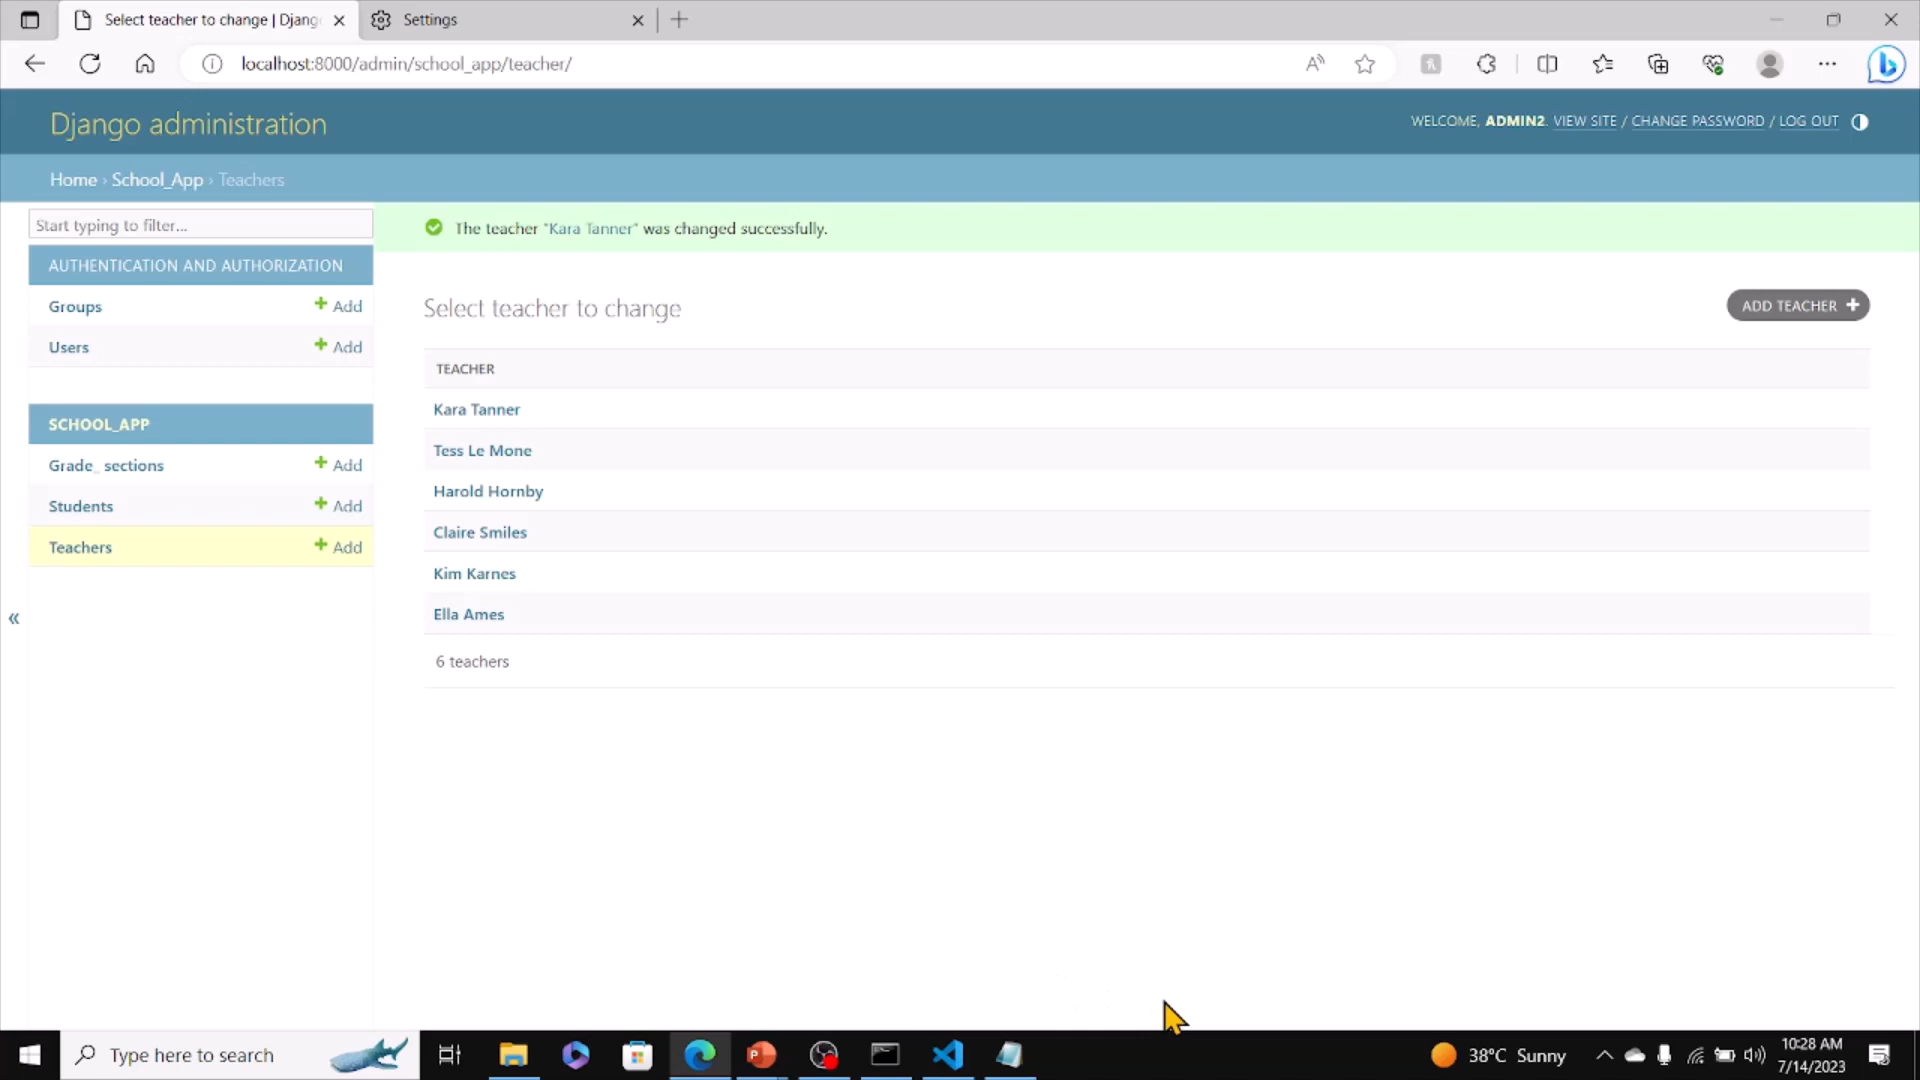 Select teacher to change | Djang
Settings
localhost:8000/admin/school_app/teacher/
Django administration
WELCOME, ADMIN2. VIEW SITE / CHANGE PASSWORD / LOG OUT
Home › School_App › Teachers
Start typing to filter...
The teacher "Kara Tanner" was changed successfully.
AUTHENTICATION AND AUTHORIZATION
Groups + Add
Users + Add
SCHOOL_APP
Grade_ sections + Add
Students + Add
Teachers + Add
«
Select teacher to change
ADD TEACHER +
TEACHER
Kara Tanner
Tess Le Mone
Harold Hornby
Claire Smiles
Kim Karnes
Ella Ames
6 teachers
Type here to search
38°C Sunny
10:28 AM
7/14/2023